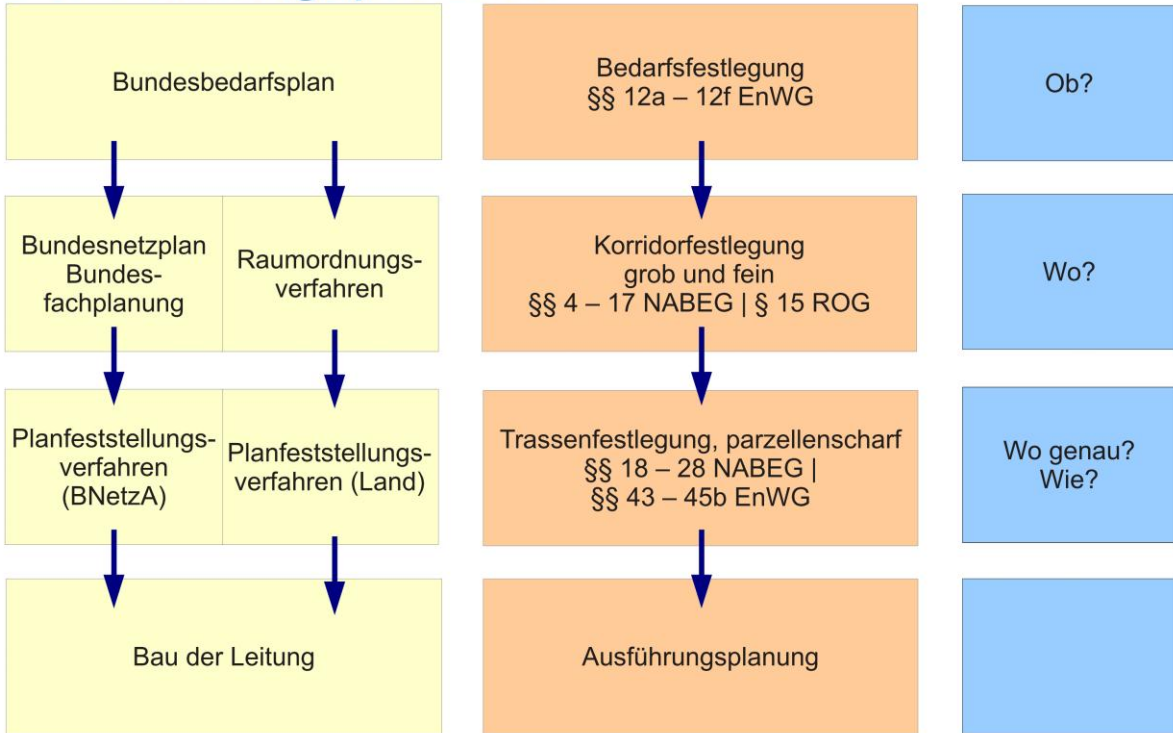 Bundesbedarfsplan
Bedarfsfestlegung
§§ 12a – 12f EnWG
Ob?
Bundesnetzplan
Bundes-
fachplanung
Raumordnungs-
verfahren
Korridorfestlegung
grob und fein
§§ 4 – 17 NABEG | § 15 ROG
Wo?
Planfeststellungs-
verfahren
(BNetzA)
Planfeststellungs-
verfahren (Land)
Trassenfestlegung, parzellenscharf
§§ 18 – 28 NABEG |
§§ 43 – 45b EnWG
Wo genau?
Wie?
Bau der Leitung
Ausführungsplanung